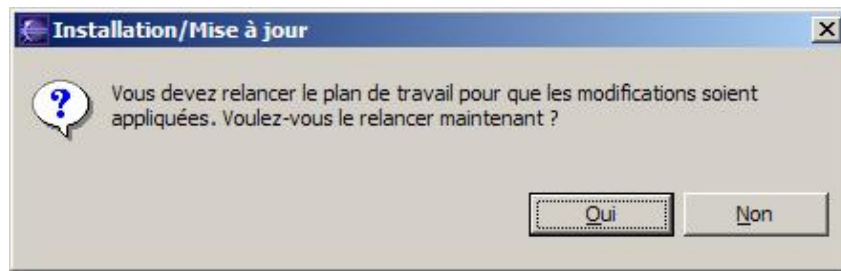 Installation/Mise à jour
Vous devez relancer le plan de travail pour que les modifications soient
appliquées. Voulez-vous le relancer maintenant ?
Oui Non